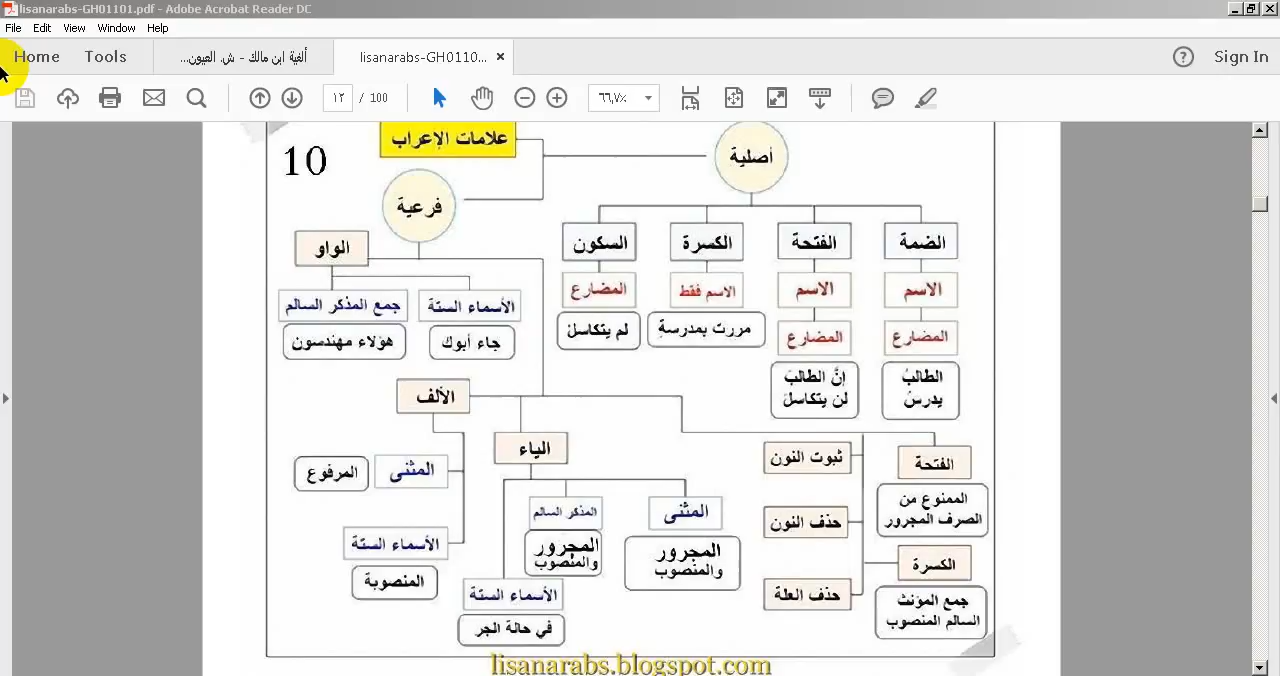 lisanarabs-GH01101.pdf - Adobe Acrobat Reader DC
File Edit View Window Help
Home Tools ألفية ابن مالك - ش. العيون... lisanarabs-GH0110... × ? Sign In
١٢ / 100 ٦٦,٧%
10
علامات الإعراب
أصلية
فرعية
الضمة
الفتحة
الكسرة
السكون
الاسم
الاسم
الاسم فقط
المضارع
المضارع
المضارع
مررت بمدرسةٍ
لم يتكاسلْ
الطالبُ
يدرسُ
إنَّ الطالبَ
لن يتكاسلَ
الواو
الأسماء الستة
جمع المذكر السالم
جاء أبوك
هؤلاء مهندسون
الألف
المثنى
المرفوع
الأسماء الستة
المنصوبة
الياء
المثنى
المجرور
والمنصوب
المذكر السالم
المجرور
والمنصوب
الأسماء الستة
في حالة الجر
ثبوت النون
حذف النون
حذف العلة
الفتحة
الممنوع من
الصرف المجرور
الكسرة
جمع المؤنث
السالم المنصوب
lisanarabs.blogspot.com